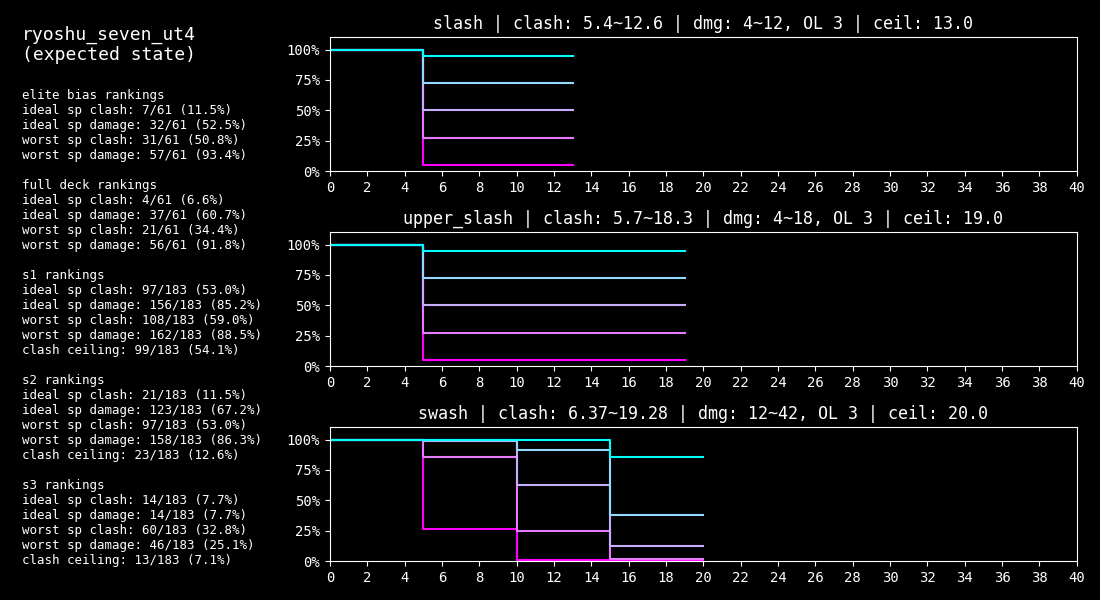 ryoshu_seven_ut4
(expected state)
elite bias rankings
ideal sp clash: 7/61 (11.5%)
ideal sp damage: 32/61 (52.5%)
worst sp clash: 31/61 (50.8%)
worst sp damage: 57/61 (93.4%)
full deck rankings
ideal sp clash: 4/61 (6.6%)
ideal sp damage: 37/61 (60.7%)
worst sp clash: 21/61 (34.4%)
worst sp damage: 56/61 (91.8%)
s1 rankings
ideal sp clash: 97/183 (53.0%)
ideal sp damage: 156/183 (85.2%)
worst sp clash: 108/183 (59.0%)
worst sp damage: 162/183 (88.5%)
clash ceiling: 99/183 (54.1%)
s2 rankings
ideal sp clash: 21/183 (11.5%)
ideal sp damage: 123/183 (67.2%)
worst sp clash: 97/183 (53.0%)
worst sp damage: 158/183 (86.3%)
clash ceiling: 23/183 (12.6%)
s3 rankings
ideal sp clash: 14/183 (7.7%)
ideal sp damage: 14/183 (7.7%)
worst sp clash: 60/183 (32.8%)
worst sp damage: 46/183 (25.1%)
clash ceiling: 13/183 (7.1%)
slash | clash: 5.4~12.6 | dmg: 4~12, OL 3 | ceil: 13.0
100%
75%
50%
25%
0%
0 2 4 6 8 10 12 14 16 18 20 22 24 26 28 30 32 34 36 38 40
upper_slash | clash: 5.7~18.3 | dmg: 4~18, OL 3 | ceil: 19.0
100%
75%
50%
25%
0%
0 2 4 6 8 10 12 14 16 18 20 22 24 26 28 30 32 34 36 38 40
swash | clash: 6.37~19.28 | dmg: 12~42, OL 3 | ceil: 20.0
100%
75%
50%
25%
0%
0 2 4 6 8 10 12 14 16 18 20 22 24 26 28 30 32 34 36 38 40